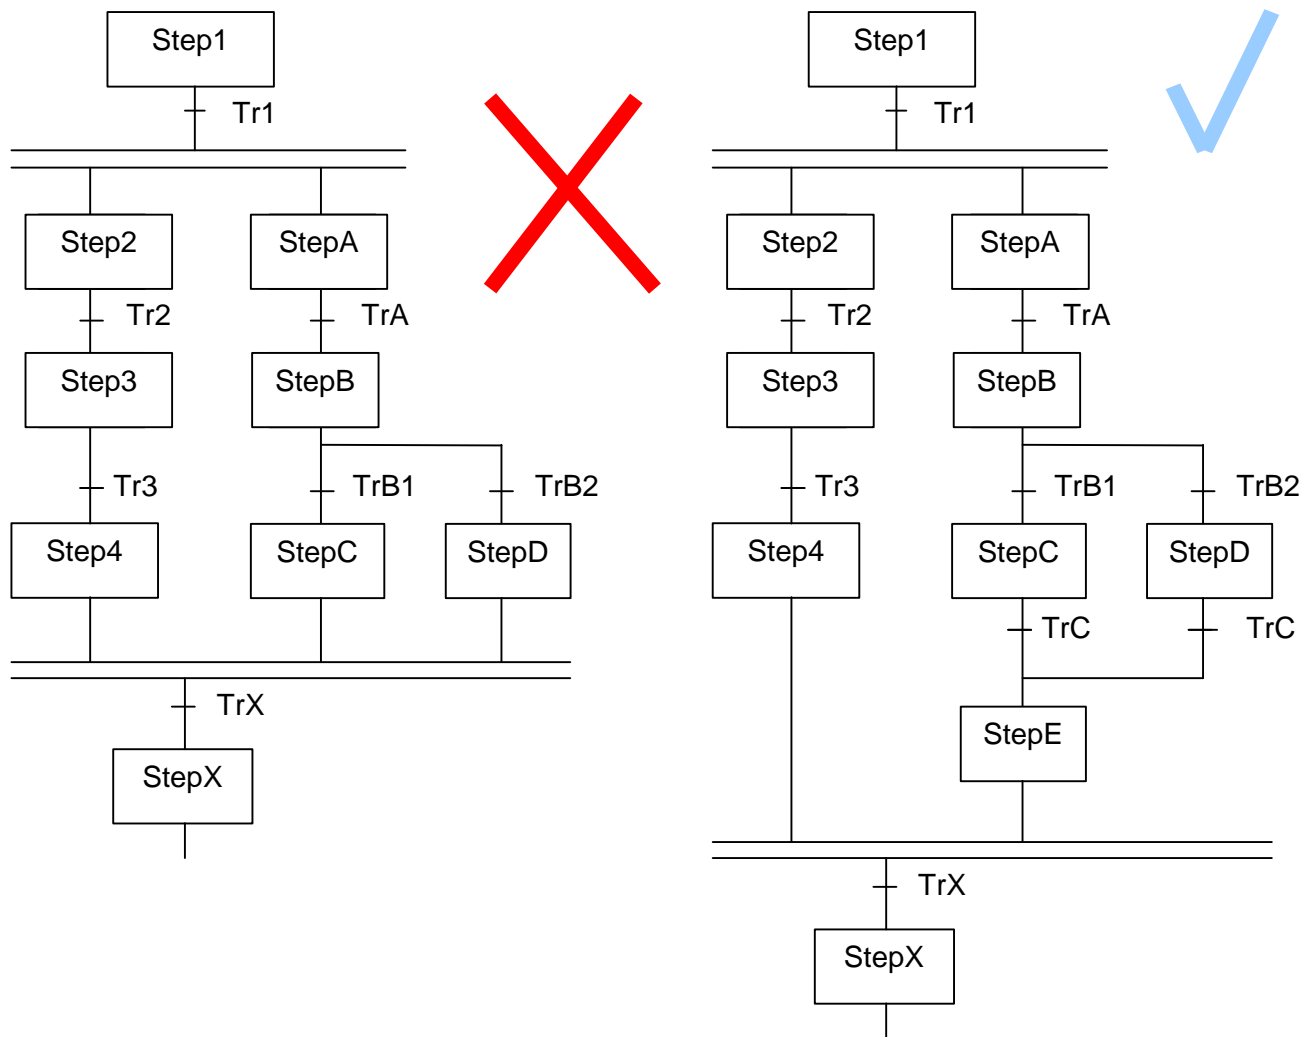 Step1
Tr1
Step2
StepA
Tr2
TrA
Step3
StepB
Tr3
TrB1
TrB2
Step4
StepC
StepD
TrX
StepX
Step1
Tr1
Step2
StepA
Tr2
TrA
Step3
StepB
Tr3
TrB1
TrB2
Step4
StepC
StepD
TrC
TrC
StepE
TrX
StepX